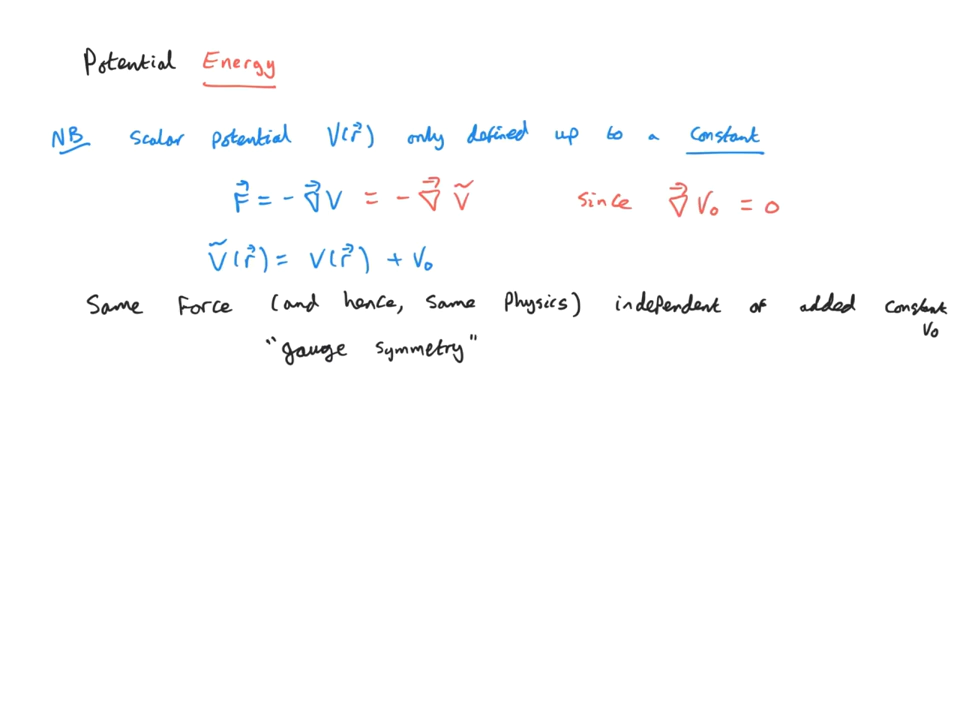 Potential Energy
NB Scalar potential V(r⃗) only defined up to a constant
F⃗ = - ∇⃗V = - ∇⃗Ṽ since ∇⃗V₀ = 0
Ṽ(r⃗) = V(r⃗) + V₀
Same Force (and hence, same Physics) independent of added constant
V₀
"gauge symmetry"